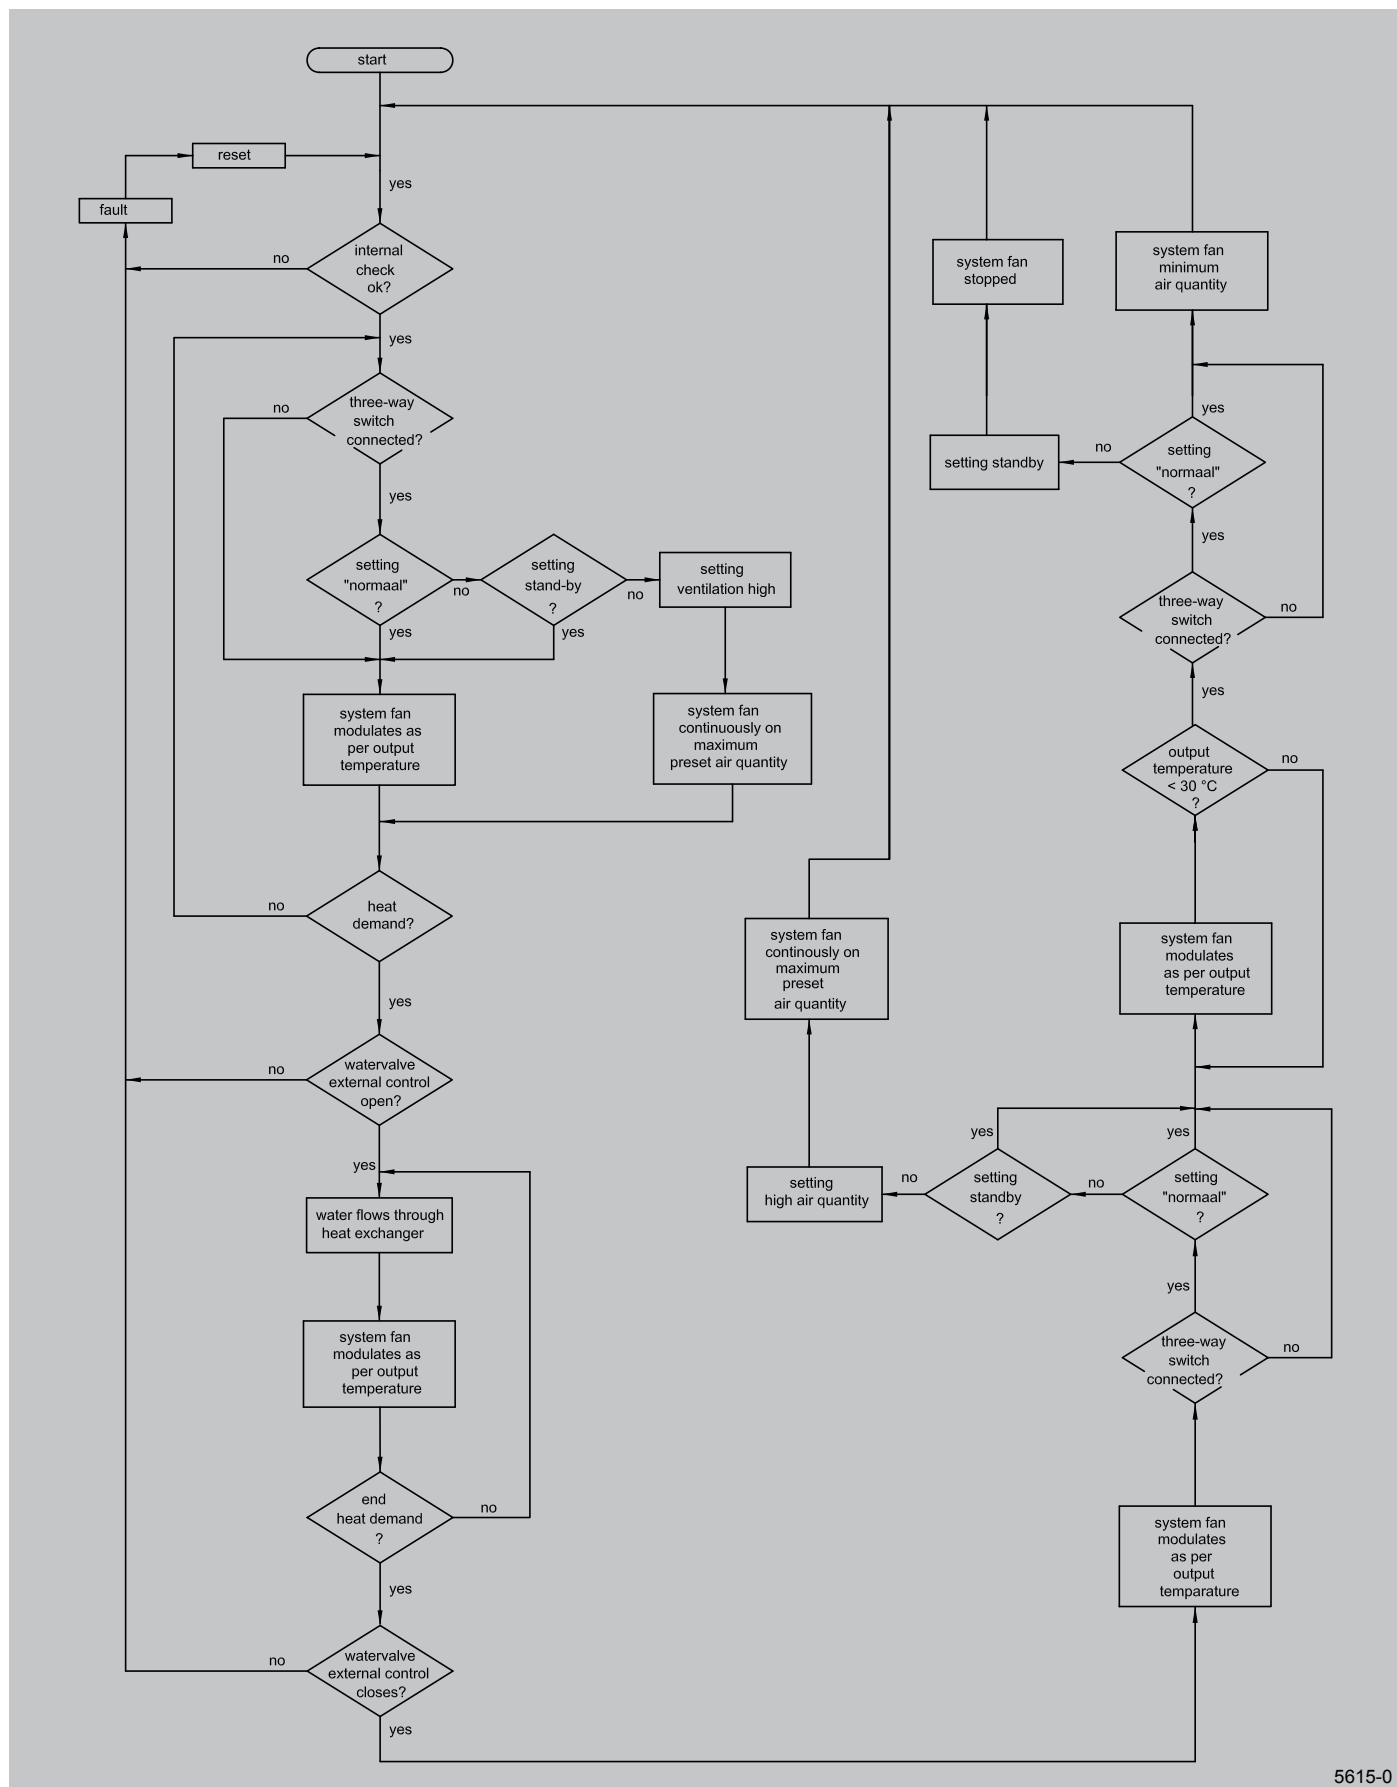 start
reset
yes
fault
no
internal
check
ok?
yes
no
three-way
switch
connected?
yes
setting
"normaal"
?
no
yes
setting
stand-by
?
no
yes
setting
ventilation high
system fan
modulates as
per output
temperature
system fan
continuously on
maximum
preset air quantity
no
heat
demand?
yes
no
watervalve
external control
open?
yes
water flows through
heat exchanger
system fan
modulates as
per output
temperature
end
heat demand
?
no
yes
no
watervalve
external control
closes?
yes
system fan
stopped
system fan
minimum
air quantity
yes
setting standby
no
setting
"normaal"
?
yes
three-way
switch
connected?
no
yes
output
temperature
< 30 °C
?
no
system fan
continously on
maximum
preset
air quantity
system fan
modulates
as per output
temperature
yes
yes
setting
high air quantity
no
setting
standby
?
no
setting
"normaal"
?
yes
three-way
switch
connected?
no
system fan
modulates
as per
output
temparature
5615-0